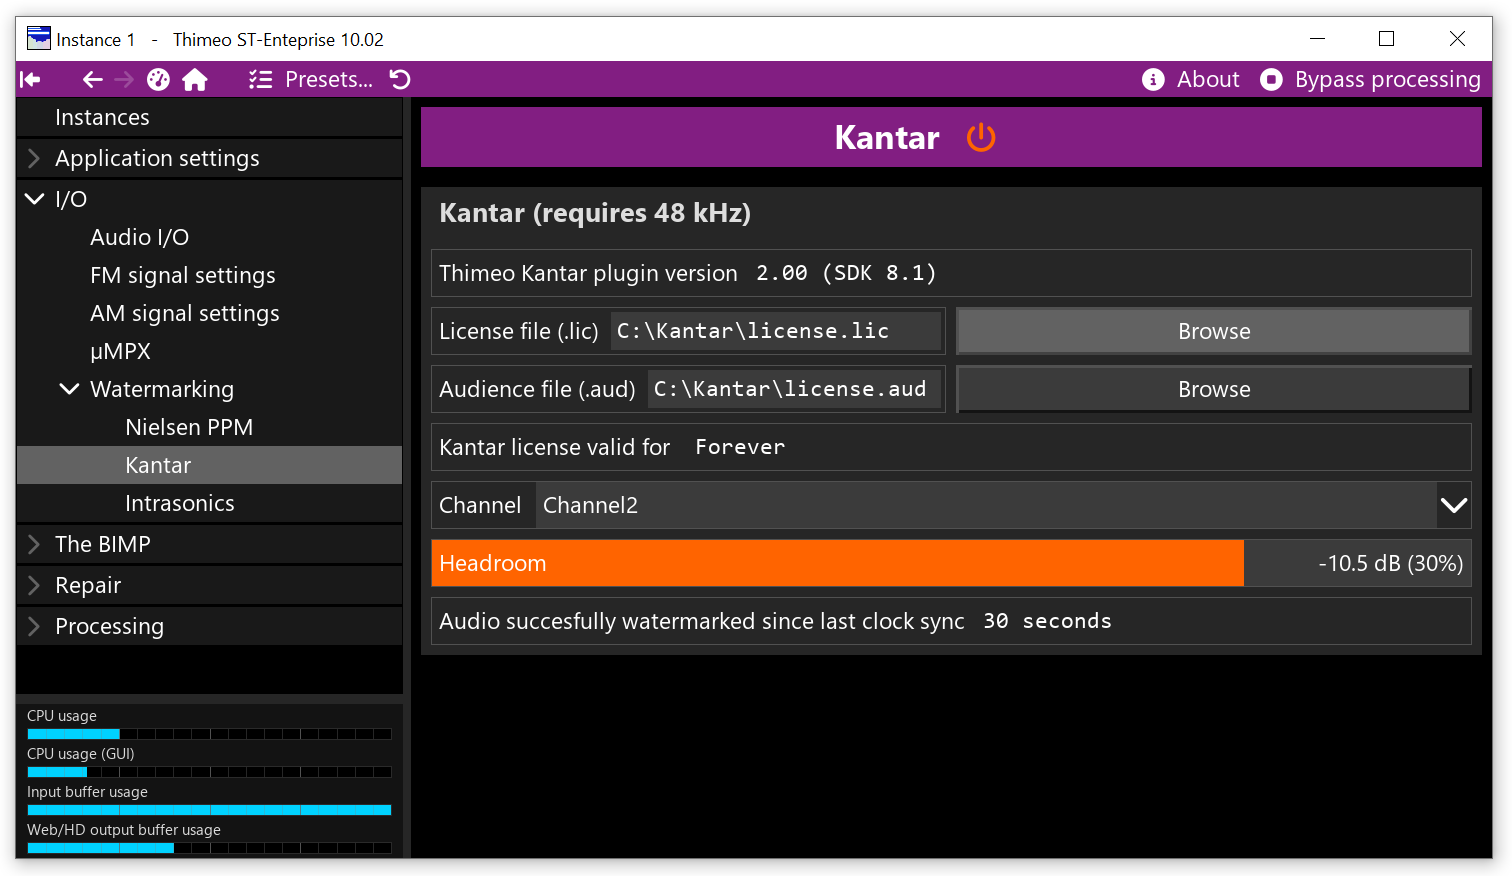 Instance 1 - Thimeo ST-Enteprise 10.02
Presets...
About
Bypass processing
Instances
Application settings
I/O
Audio I/O
FM signal settings
AM signal settings
µMPX
Watermarking
Nielsen PPM
Kantar
Intrasonics
The BIMP
Repair
Processing
CPU usage
CPU usage (GUI)
Input buffer usage
Web/HD output buffer usage
Kantar
Kantar (requires 48 kHz)
Thimeo Kantar plugin version 2.00 (SDK 8.1)
License file (.lic) C:\Kantar\license.lic Browse
Audience file (.aud) C:\Kantar\license.aud Browse
Kantar license valid for Forever
Channel Channel2
Headroom -10.5 dB (30%)
Audio succesfully watermarked since last clock sync 30 seconds